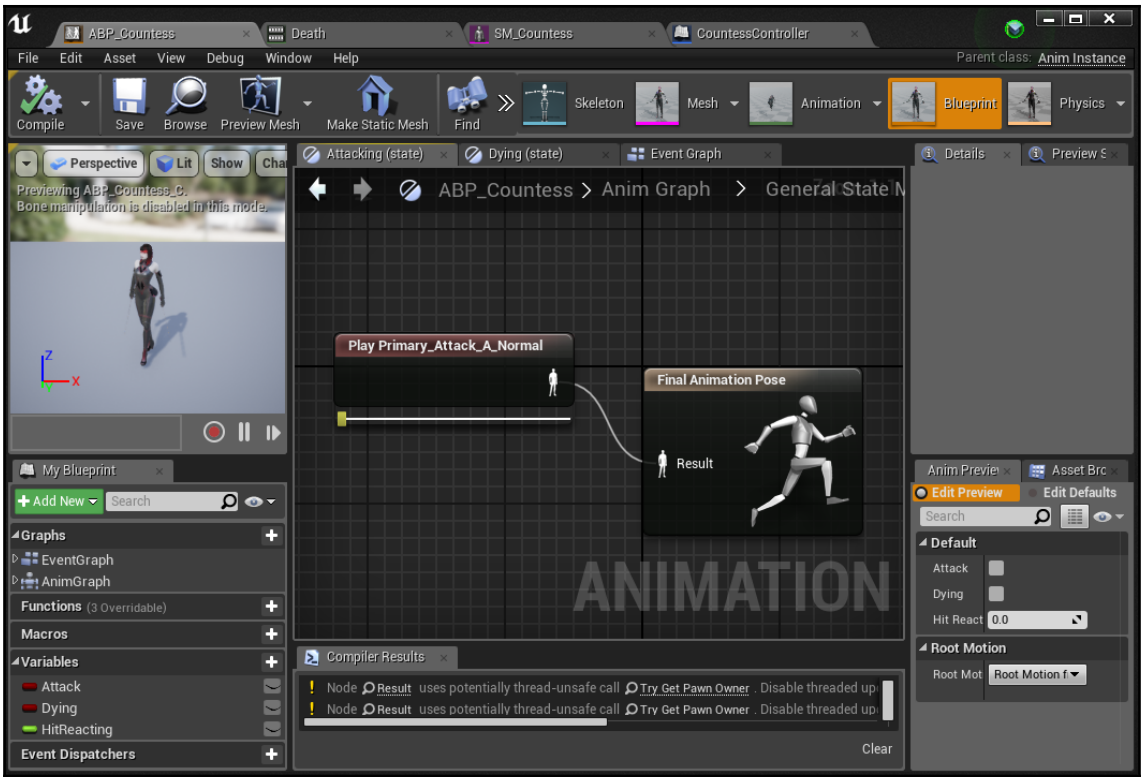 ABP_Countess
Death
SM_Countess
CountessController
File Edit Asset View Debug Window Help
Parent class: Anim Instance
Compile
Save
Browse
Preview Mesh
Make Static Mesh
Find
Skeleton
Mesh
Animation
Blueprint
Physics
Perspective
Lit
Show
Cha
Previewing ABP_Countess_C.
Bone manipulation is disabled in this mode.
Z
X
Attacking (state)
Dying (state)
Event Graph
ABP_Countess > Anim Graph > General State M
Play Primary_Attack_A_Normal
Final Animation Pose
Result
ANIMATION
Details
Preview S
My Blueprint
+ Add New
Search
Graphs
EventGraph
AnimGraph
Functions (3 Overridable)
Macros
Variables
Attack
Dying
HitReacting
Event Dispatchers
Compiler Results
Node Result uses potentially thread-unsafe call Try Get Pawn Owner . Disable threaded up
Node Result uses potentially thread-unsafe call Try Get Pawn Owner . Disable threaded up
Clear
Anim Previe
Asset Brc
Edit Preview
Edit Defaults
Search
Default
Attack
Dying
Hit React 0.0
Root Motion
Root Mot Root Motion f